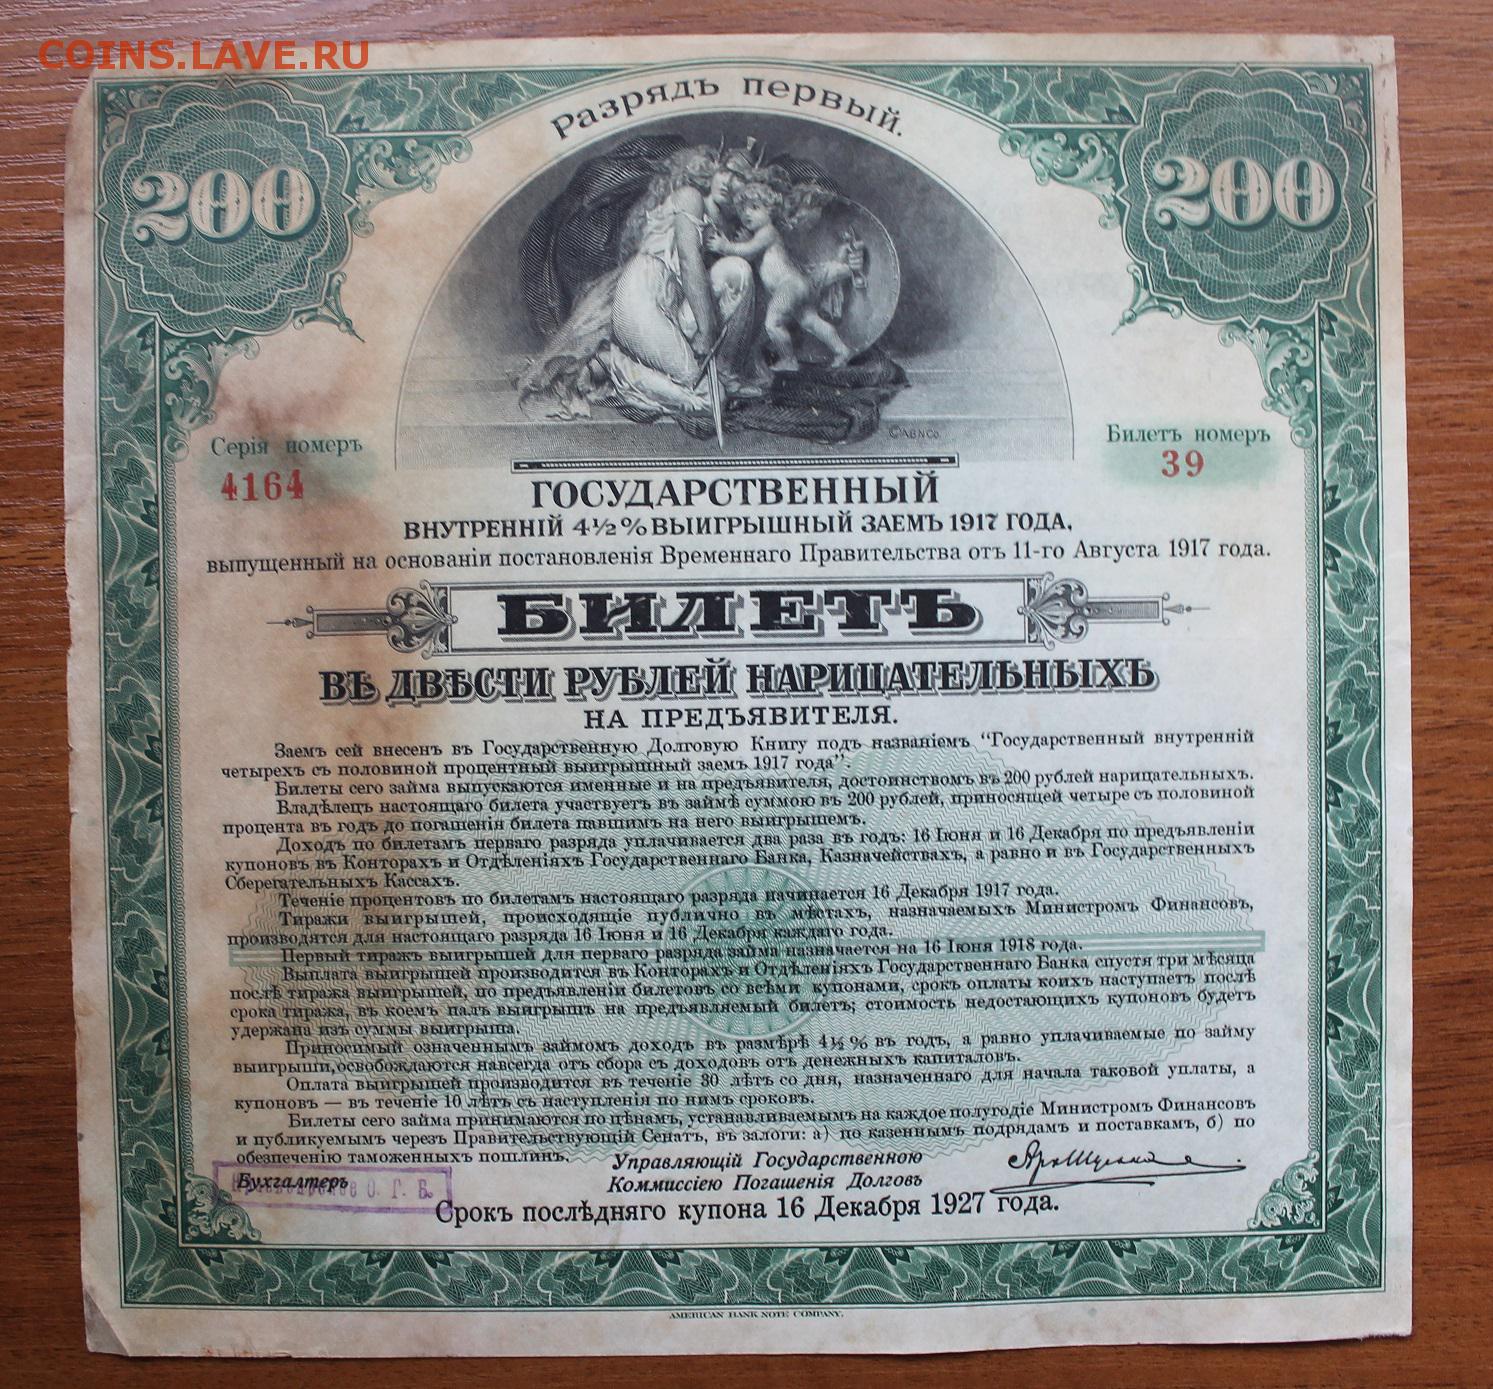 COINS.LAVE.RU
Разрядъ первый.
200
200
©ABNCo.
Серія номеръ
4164
Билетъ номеръ
39
ГОСУДАРСТВЕННЫЙ
ВНУТРЕННІЙ 4½% ВЫИГРЫШНЫЙ ЗАЕМЪ 1917 ГОДА,
выпущенный на основаніи постановленія Временнаго Правительства отъ 11-го Августа 1917 года.
БИЛЕТЪ
ВЪ ДВѢСТИ РУБЛЕЙ НАРИЦАТЕЛЬНЫХЪ
НА ПРЕДЪЯВИТЕЛЯ.
Заемъ сей внесенъ въ Государственную Долговую Книгу подъ названіемъ “Государственный внутренній
четырехъ съ половиной процентный выигрышный заемъ 1917 года”.
Билеты сего займа выпускаются именные и на предъявителя, достоинствомъ въ 200 рублей нарицательныхъ.
Владѣлецъ настоящаго билета участвуетъ въ займѣ суммою въ 200 рублей, приносящей четыре съ половиной
процента въ годъ до погашенія билета павшимъ на него выигрышемъ.
Доходъ по билетамъ перваго разряда уплачивается два раза въ годъ: 16 Іюня и 16 Декабря по предъявленіи
купоновъ въ Конторахъ и Отдѣленіяхъ Государственнаго Банка, Казначействахъ, а равно и въ Государственныхъ
Сберегательныхъ Кассахъ.
Теченіе процентовъ по билетамъ настоящаго разряда начинается 16 Декабря 1917 года.
Тиражи выигрышей, происходящіе публично въ мѣстахъ, назначаемыхъ Министромъ Финансовъ,
производятся для настоящаго разряда 16 Іюня и 16 Декабря каждаго года.
Первый тиражъ выигрышей для перваго разряда займа назначается на 16 Іюня 1918 года.
Выплата выигрышей производится въ Конторахъ и Отдѣленіяхъ Государственнаго Банка спустя три мѣсяца
послѣ тиража выигрышей, по предъявленіи билетовъ со всѣми купонами, срокъ оплаты коихъ наступаетъ послѣ
срока тиража, въ коемъ палъ выигрышъ на предъявляемый билетъ; стоимость недостающихъ купоновъ будетъ
удержана изъ суммы выигрыша.
Приносимый означеннымъ займомъ доходъ въ размѣрѣ 4½% въ годъ, а равно уплачиваемые по займу
выигрыши,освобождаются навсегда отъ сбора съ доходовъ отъ денежныхъ капиталовъ.
Оплата выигрышей производится въ теченіе 30 лѣтъ со дня, назначеннаго для начала таковой уплаты, а
купоновъ — въ теченіе 10 лѣтъ съ наступленія по нимъ сроковъ.
Билеты сего займа принимаются по цѣнамъ, устанавливаемымъ на каждое полугодіе Министромъ Финансовъ
и публикуемымъ черезъ Правительствующій Сенатъ, въ залоги: а) по казеннымъ подрядамъ и поставкамъ, б) по
обезпеченію таможенныхъ пошлинъ.
Управляющій Государственною
Коммиссіею Погашенія Долговъ
Бухгалтеръ
О. Г. Б.
Срокъ послѣдняго купона 16 Декабря 1927 года.
AMERICAN BANK NOTE COMPANY.